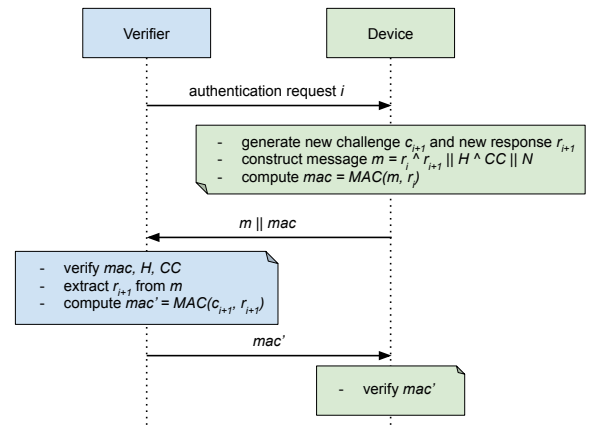 Verifier
Device
authentication request i
- generate new challenge c_{i+1} and new response r_{i+1}
- construct message m = r_i ^ r_{i+1} || H ^ CC || N
- compute mac = MAC(m, r_i)
m || mac
- verify mac, H, CC
- extract r_{i+1} from m
- compute mac' = MAC(c_{i+1}, r_{i+1})
mac'
- verify mac'